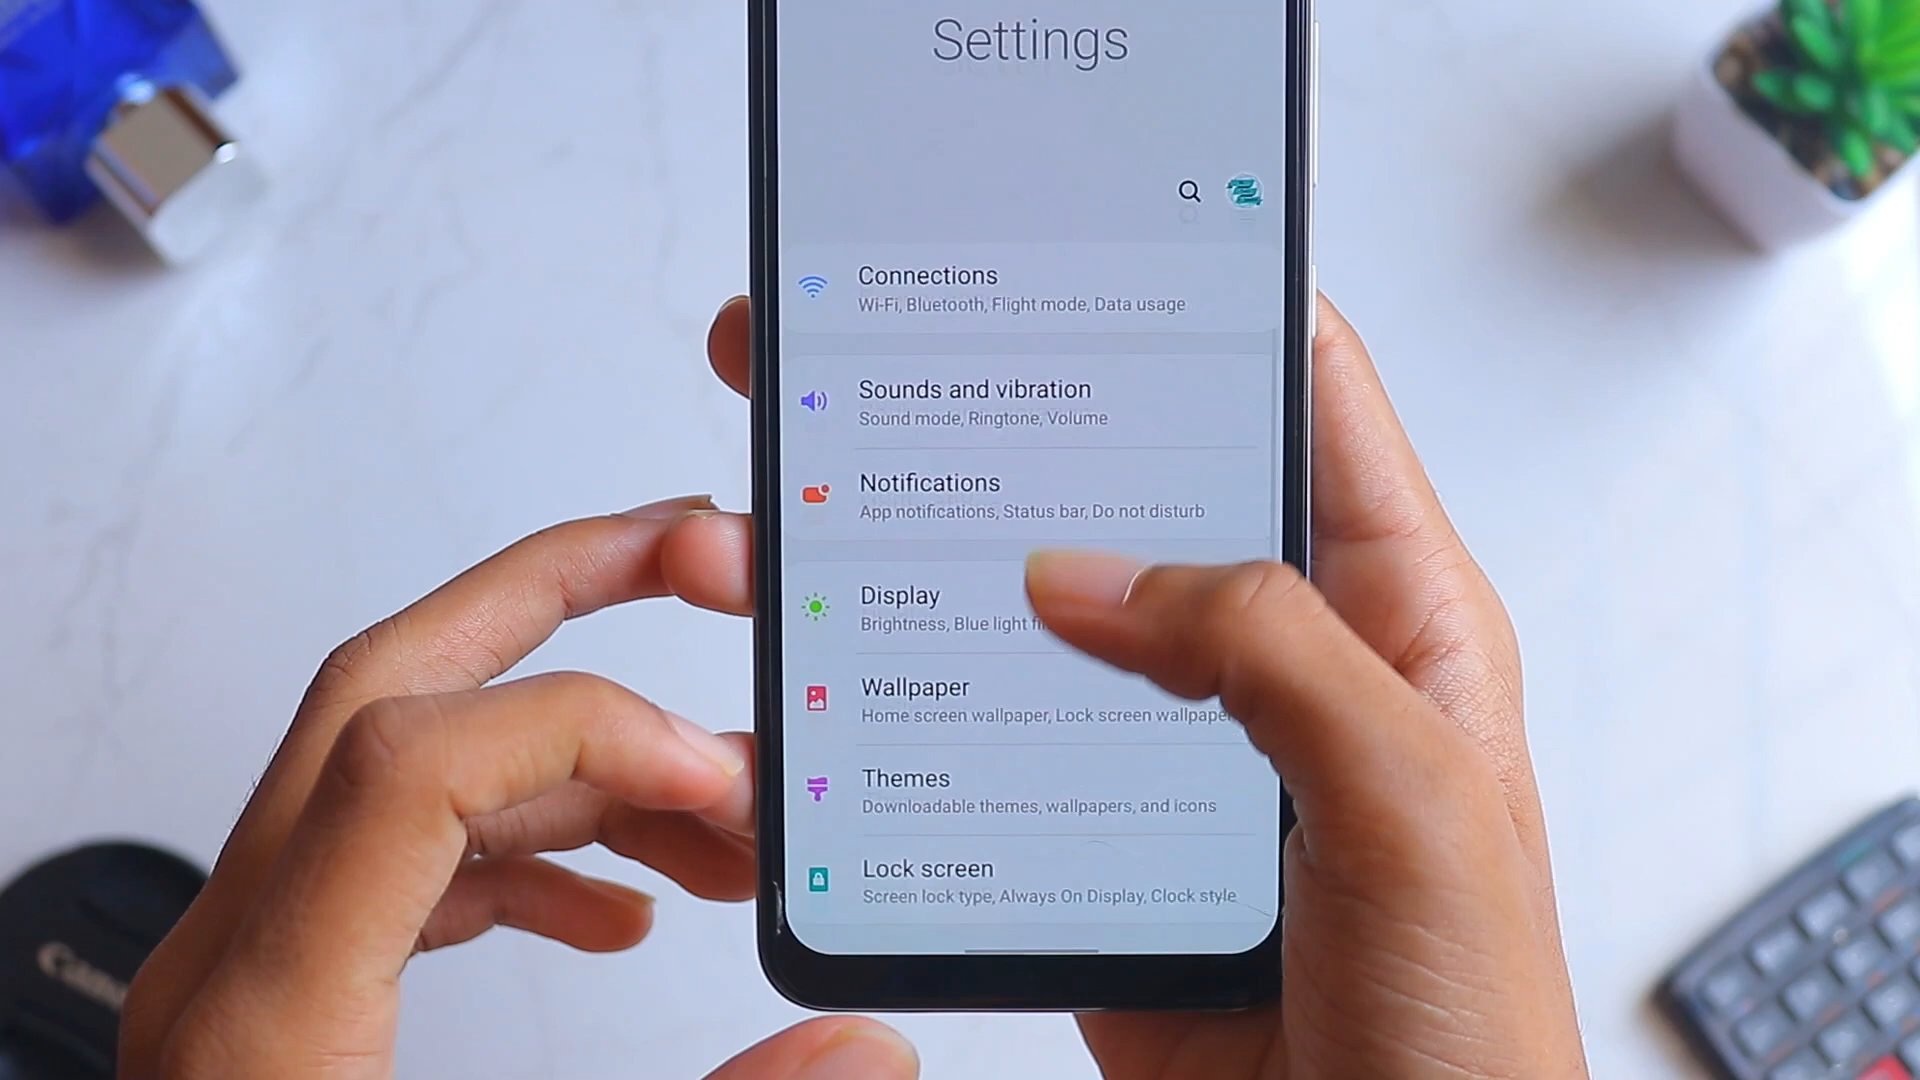 Settings
Connections
Wi-Fi, Bluetooth, Flight mode, Data usage
Sounds and vibration
Sound mode, Ringtone, Volume
Notifications
App notifications, Status bar, Do not disturb
Display
Brightness, Blue light
Wallpaper
Home screen wallpaper, Lock screen wallpaper
Themes
Downloadable themes, wallpapers, and icons
Lock screen
Screen lock type, Always On Display, Clock style